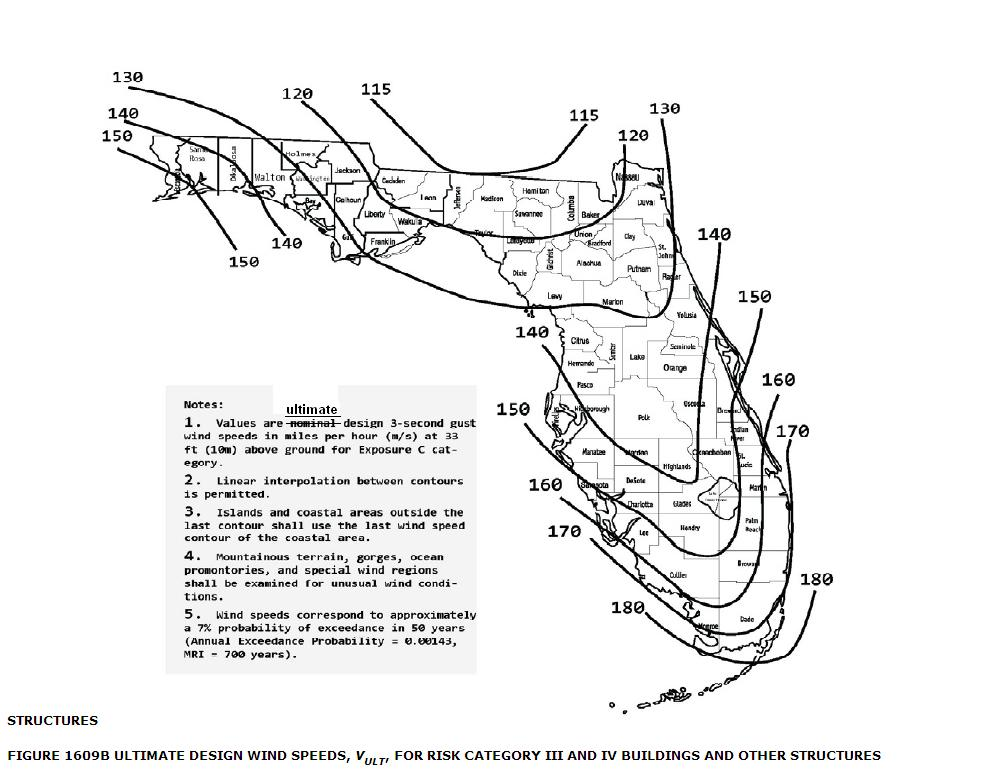 130
120
115
115
130
140
150
120
Santa
Rosa
Okaloosa
Walton
Holmes
Washington
Jackson
Bay
Calhoun
Gulf
Liberty
Gadsden
Leon
Wakulla
Franklin
Jefferson
Madison
Taylor
Hamilton
Suwannee
Lafayette
Columbia
Baker
Nassau
Duval
Union
Bradford
Clay
St.
Johns
Dixie
Gilchrist
Alachua
Putnam
Flagler
Levy
Marion
140
150
140
150
140
Volusia
Citrus
Sumter
Lake
Seminole
Hernando
Orange
Pasco
160
Hillsborough
Polk
Osceola
Brevard
Indian
River
150
170
Manatee
Highlands
Okeechobee
St.
Lucie
Sarasota
DeSoto
Martin
160
Charlotte
Glades
170
Lee
Hendry
Palm
Beach
Collier
Broward
180
180
Monroe
Dade
Notes:
ultimate
1. Values are nominal design 3-second gust
wind speeds in miles per hour (m/s) at 33
ft (10m) above ground for Exposure C cat-
egory.
2. Linear interpolation between contours
is permitted.
3. Islands and coastal areas outside the
last contour shall use the last wind speed
contour of the coastal area.
4. Mountainous terrain, gorges, ocean
promontories, and special wind regions
shall be examined for unusual wind condi-
tions.
5. Wind speeds correspond to approximately
a 7% probability of exceedance in 50 years
(Annual Exceedance Probability = 0.00143,
MRI = 700 years).
STRUCTURES
FIGURE 1609B ULTIMATE DESIGN WIND SPEEDS, VULT, FOR RISK CATEGORY III AND IV BUILDINGS AND OTHER STRUCTURES